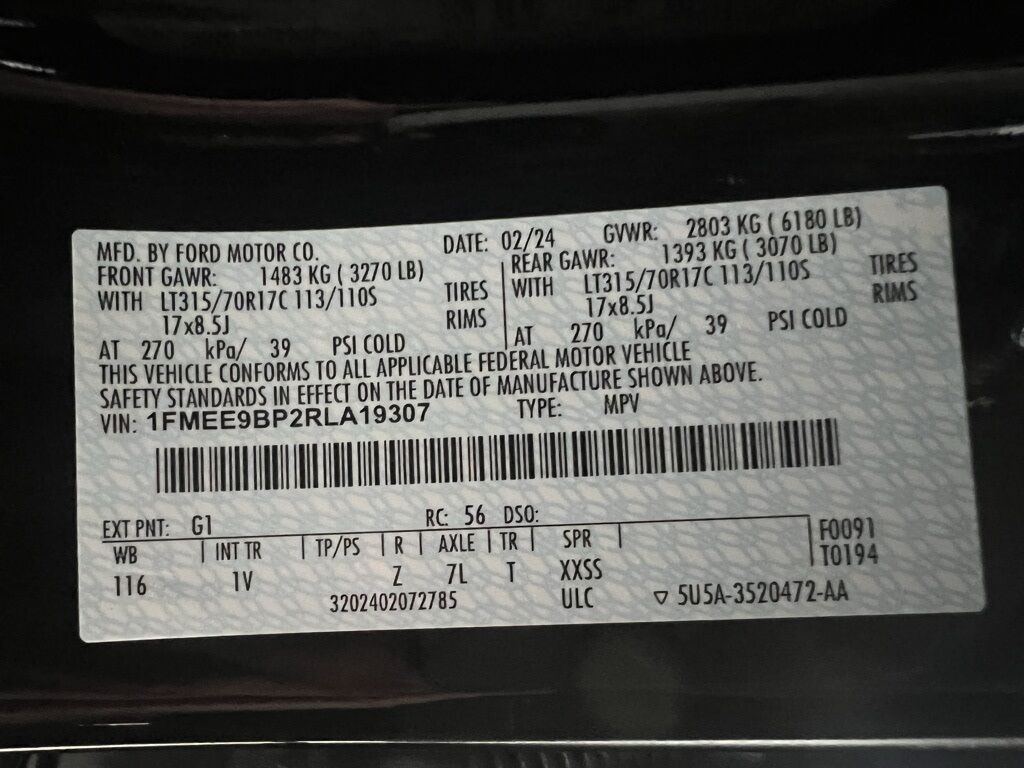 MFD. BY FORD MOTOR CO. DATE: 02/24 GVWR: 2803 KG ( 6180 LB)
FRONT GAWR: 1483 KG ( 3270 LB) REAR GAWR: 1393 KG ( 3070 LB)
WITH LT315/70R17C 113/110S TIRES WITH LT315/70R17C 113/110S TIRES
17x8.5J RIMS 17x8.5J RIMS
AT 270 kPa/ 39 PSI COLD AT 270 kPa/ 39 PSI COLD
THIS VEHICLE CONFORMS TO ALL APPLICABLE FEDERAL MOTOR VEHICLE
SAFETY STANDARDS IN EFFECT ON THE DATE OF MANUFACTURE SHOWN ABOVE.
VIN: 1FMEE9BP2RLA19307 TYPE: MPV
EXT PNT: G1 RC: 56 DSO:
WB | INT TR | TP/PS | R | AXLE | TR | SPR | F0091
116 1V Z 7L T XXSS T0194
3202402072785 ULC ▽ 5U5A-3520472-AA